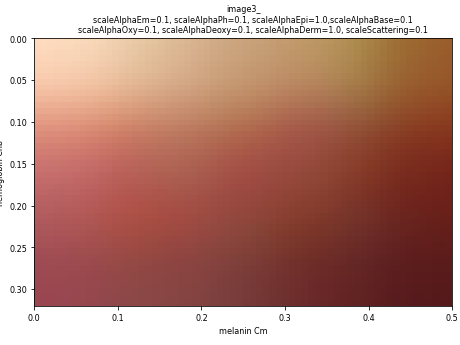 image3_
scaleAlphaEm=0.1, scaleAlphaPh=0.1, scaleAlphaEpi=1.0,scaleAlphaBase=0.1
scaleAlphaOxy=0.1, scaleAlphaDeoxy=0.1, scaleAlphaDerm=1.0, scaleScattering=0.1
0.00
0.05
0.10
0.15
0.20
0.25
0.30
0.0 0.1 0.2 0.3 0.4 0.5
melanin Cm